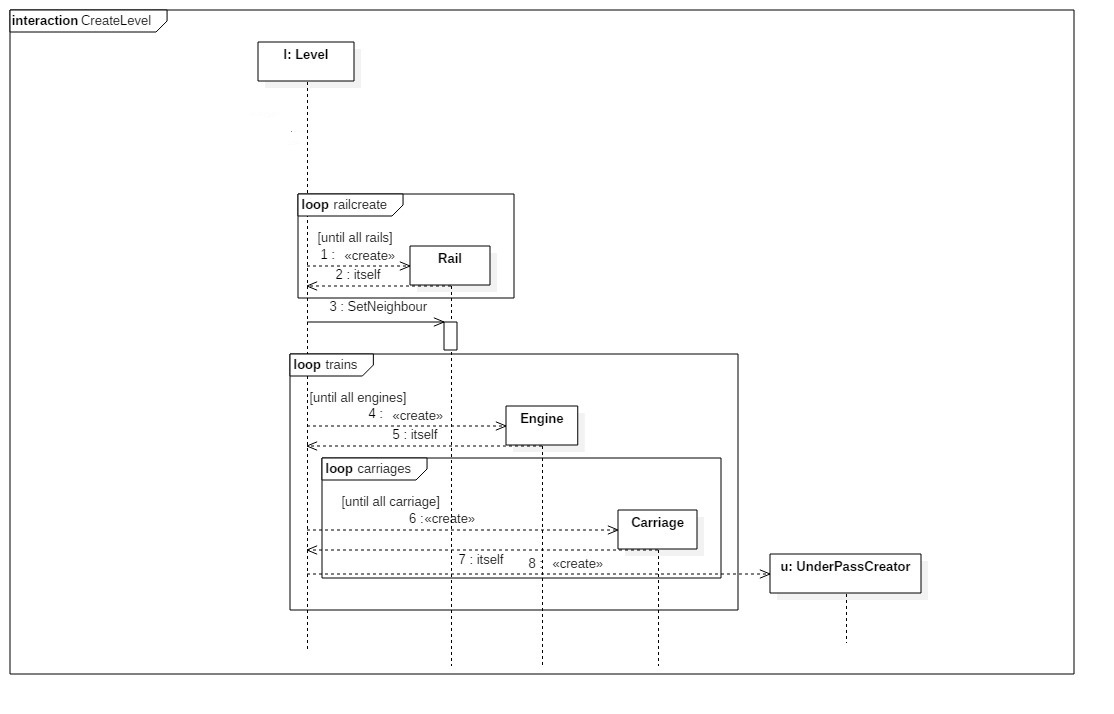 interaction CreateLevel
l: Level
loop railcreate
[until all rails]
1 : «create»
Rail
2 : itself
3 : SetNeighbour
loop trains
[until all engines]
4 : «create»
Engine
5 : itself
loop carriages
[until all carriage]
6 :«create»
Carriage
7 : itself
8 : «create»
u: UnderPassCreator